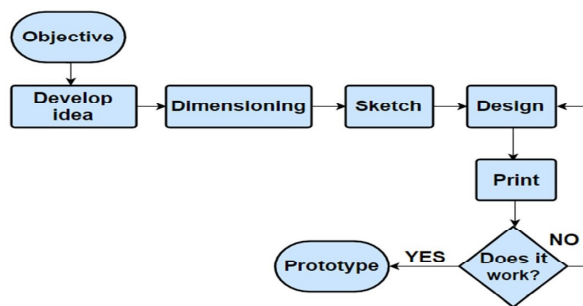 Objective
Develop
idea
Dimensioning
Sketch
Design
Print
Does it
work?
NO
YES
Prototype